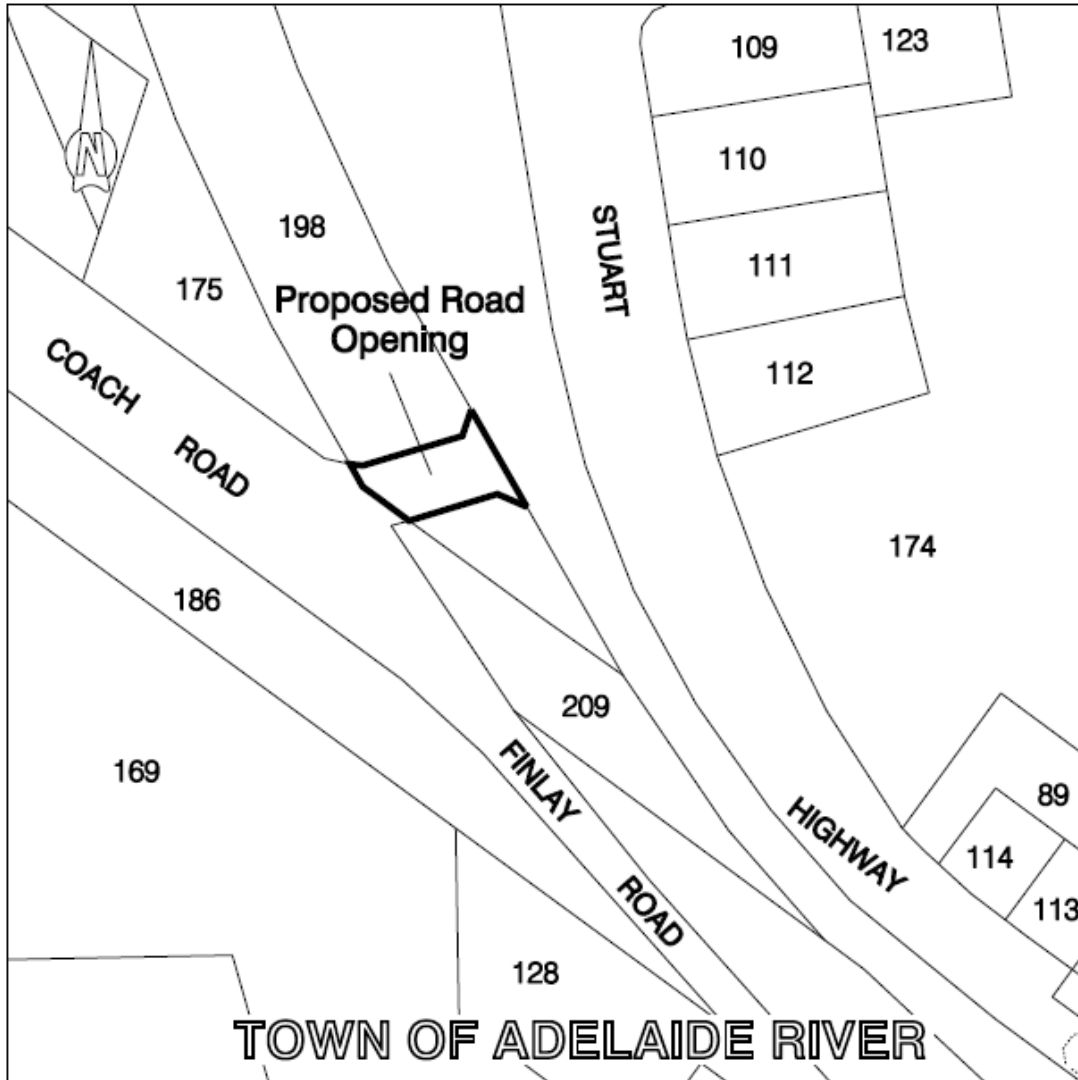 109
123
N
110
STUART
198
111
175
Proposed Road
Opening
COACH
112
ROAD
174
186
209
FINLAY
169
HIGHWAY
89
114
ROAD
113
128
TOWN OF ADELAIDE RIVER